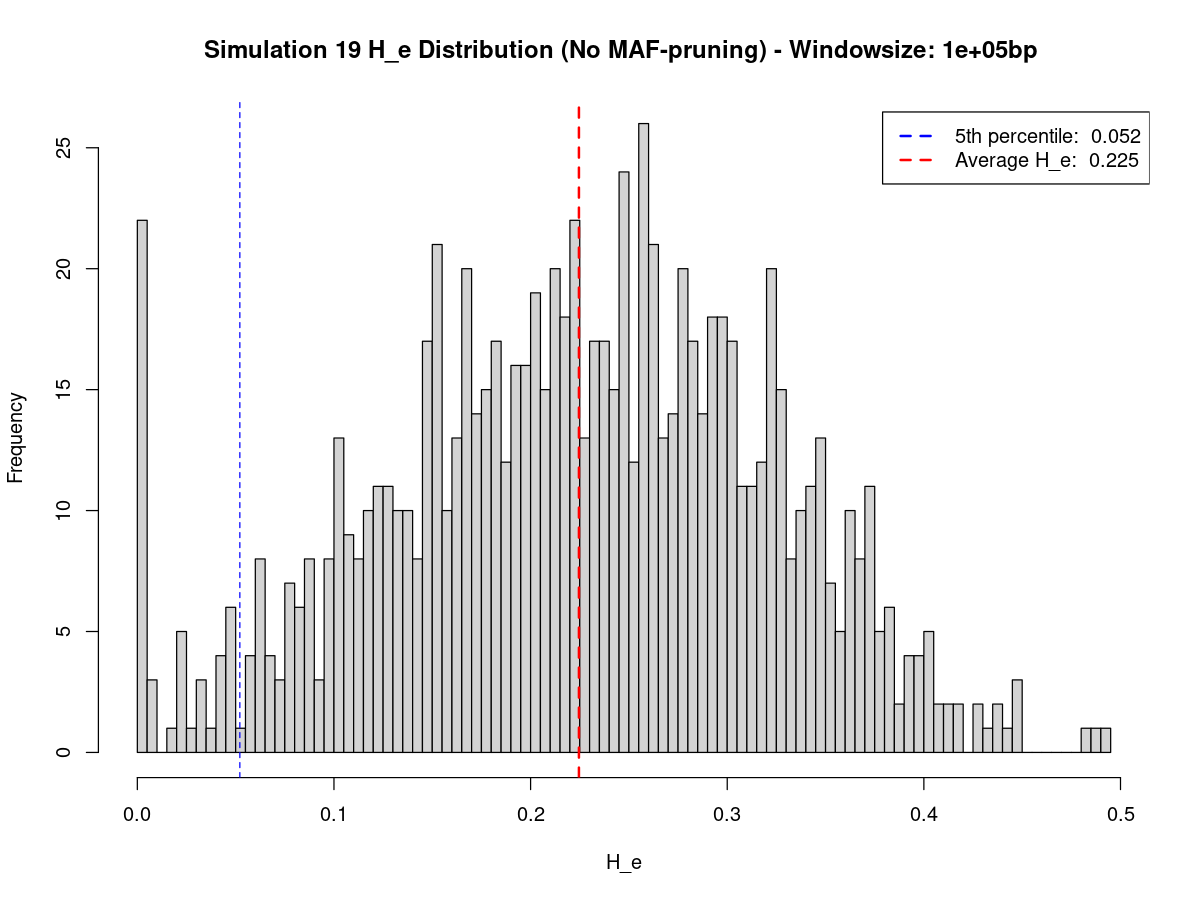 Simulation 19 H_e Distribution (No MAF-pruning) - Windowsize: 1e+05bp
5th percentile:  0.052
Average H_e:  0.225
Frequency
25
20
15
10
5
0
0.0 0.1 0.2 0.3 0.4 0.5
H_e